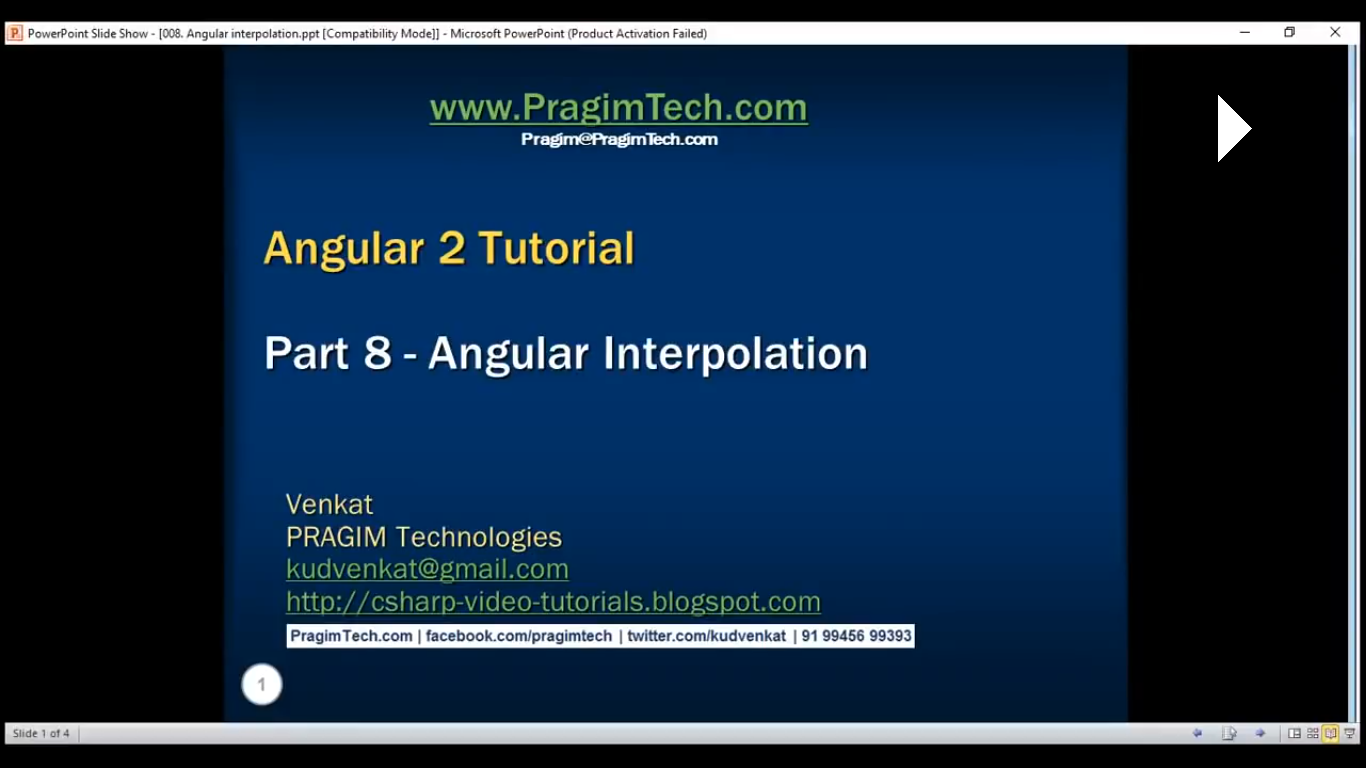 PowerPoint Slide Show - [008. Angular interpolation.ppt [Compatibility Mode]] - Microsoft PowerPoint (Product Activation Failed)
www.PragimTech.com
Pragim@PragimTech.com
Angular 2 Tutorial
Part 8 - Angular Interpolation
Venkat
PRAGIM Technologies
kudvenkat@gmail.com
http://csharp-video-tutorials.blogspot.com
PragimTech.com | facebook.com/pragimtech | twitter.com/kudvenkat | 91 99456 99393
1
Slide 1 of 4